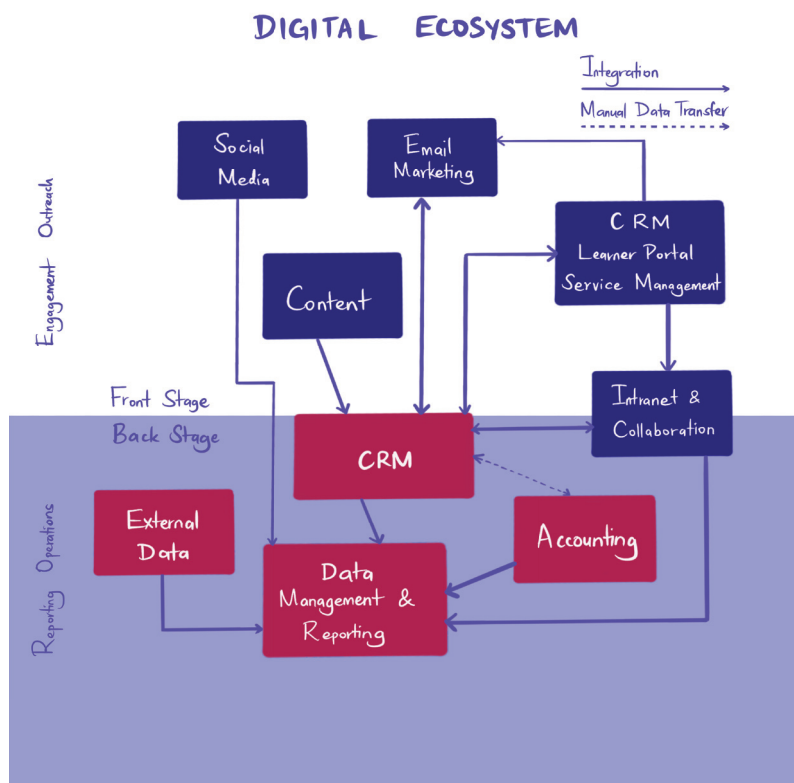 DIGITAL ECOSYSTEM
Integration
Manual Data Transfer
Social
Media
Email
Marketing
CRM
Learner Portal
Service Management
Content
Engagement Outreach
Front Stage
Back Stage
Intranet &
Collaboration
CRM
External
Data
Accounting
Data
Management &
Reporting
Reporting Operations